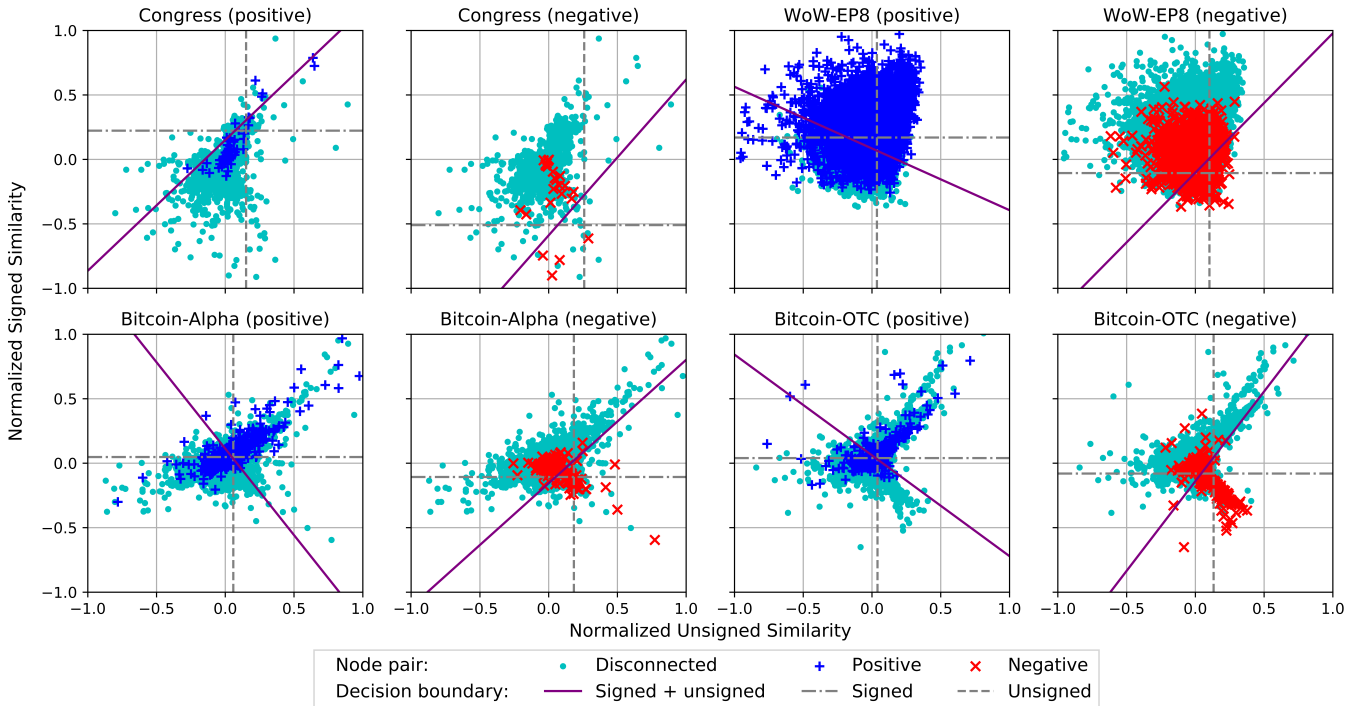 Congress (positive)
Congress (negative)
WoW-EP8 (positive)
WoW-EP8 (negative)
1.0
0.5
0.0
−0.5
−1.0
Bitcoin-Alpha (positive)
Bitcoin-Alpha (negative)
Bitcoin-OTC (positive)
Bitcoin-OTC (negative)
1.0
0.5
0.0
−0.5
−1.0
−1.0 −0.5 0.0 0.5 1.0
−1.0 −0.5 0.0 0.5 1.0
−1.0 −0.5 0.0 0.5 1.0
−1.0 −0.5 0.0 0.5 1.0
Normalized Signed Similarity
Normalized Unsigned Similarity
Node pair: Disconnected Positive Negative
Decision boundary: Signed + unsigned Signed Unsigned